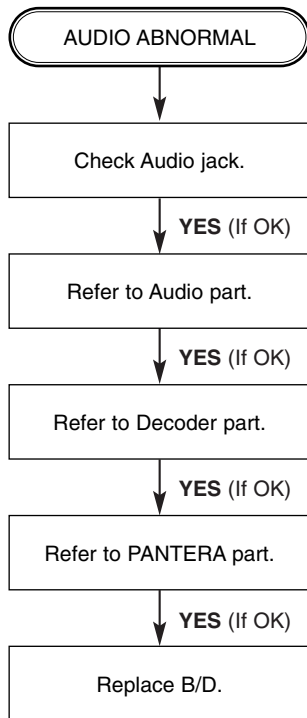 AUDIO ABNORMAL
Check Audio jack.
YES (If OK)
Refer to Audio part.
YES (If OK)
Refer to Decoder part.
YES (If OK)
Refer to PANTERA part.
YES (If OK)
Replace B/D.